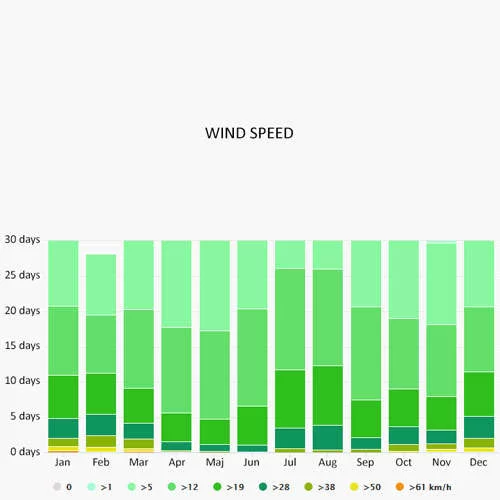 WIND SPEED
30 days
25 days
20 days
15 days
10 days
5 days
0 days
Jan Feb Mar Apr Maj Jun Jul Aug Sep Oct Nov Dec
0 >1 >5 >12 >19 >28 >38 >50 >61 km/h